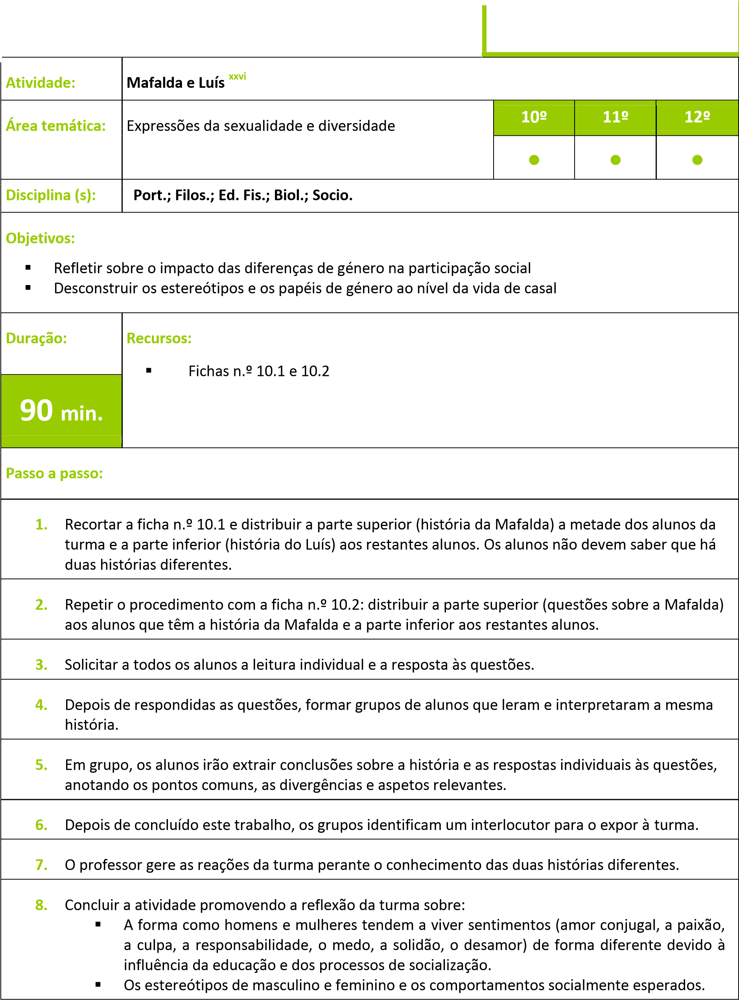 Atividade:
Mafalda e Luís xxvi
Área temática:
Expressões da sexualidade e diversidade
10º 11º 12º
Disciplina (s):
Port.; Filos.; Ed. Fis.; Biol.; Socio.
Objetivos:
▪ Refletir sobre o impacto das diferenças de género na participação social
▪ Desconstruir os estereótipos e os papéis de género ao nível da vida de casal
Duração:
90 min.
Recursos:
▪ Fichas n.º 10.1 e 10.2
Passo a passo:
1. Recortar a ficha n.º 10.1 e distribuir a parte superior (história da Mafalda) a metade dos alunos da
turma e a parte inferior (história do Luís) aos restantes alunos. Os alunos não devem saber que há
duas histórias diferentes.
2. Repetir o procedimento com a ficha n.º 10.2: distribuir a parte superior (questões sobre a Mafalda)
aos alunos que têm a história da Mafalda e a parte inferior aos restantes alunos.
3. Solicitar a todos os alunos a leitura individual e a resposta às questões.
4. Depois de respondidas as questões, formar grupos de alunos que leram e interpretaram a mesma
história.
5. Em grupo, os alunos irão extrair conclusões sobre a história e as respostas individuais às questões,
anotando os pontos comuns, as divergências e aspetos relevantes.
6. Depois de concluído este trabalho, os grupos identificam um interlocutor para o expor à turma.
7. O professor gere as reações da turma perante o conhecimento das duas histórias diferentes.
8. Concluir a atividade promovendo a reflexão da turma sobre:
▪ A forma como homens e mulheres tendem a viver sentimentos (amor conjugal, a paixão,
a culpa, a responsabilidade, o medo, a solidão, o desamor) de forma diferente devido à
influência da educação e dos processos de socialização.
▪ Os estereótipos de masculino e feminino e os comportamentos socialmente esperados.